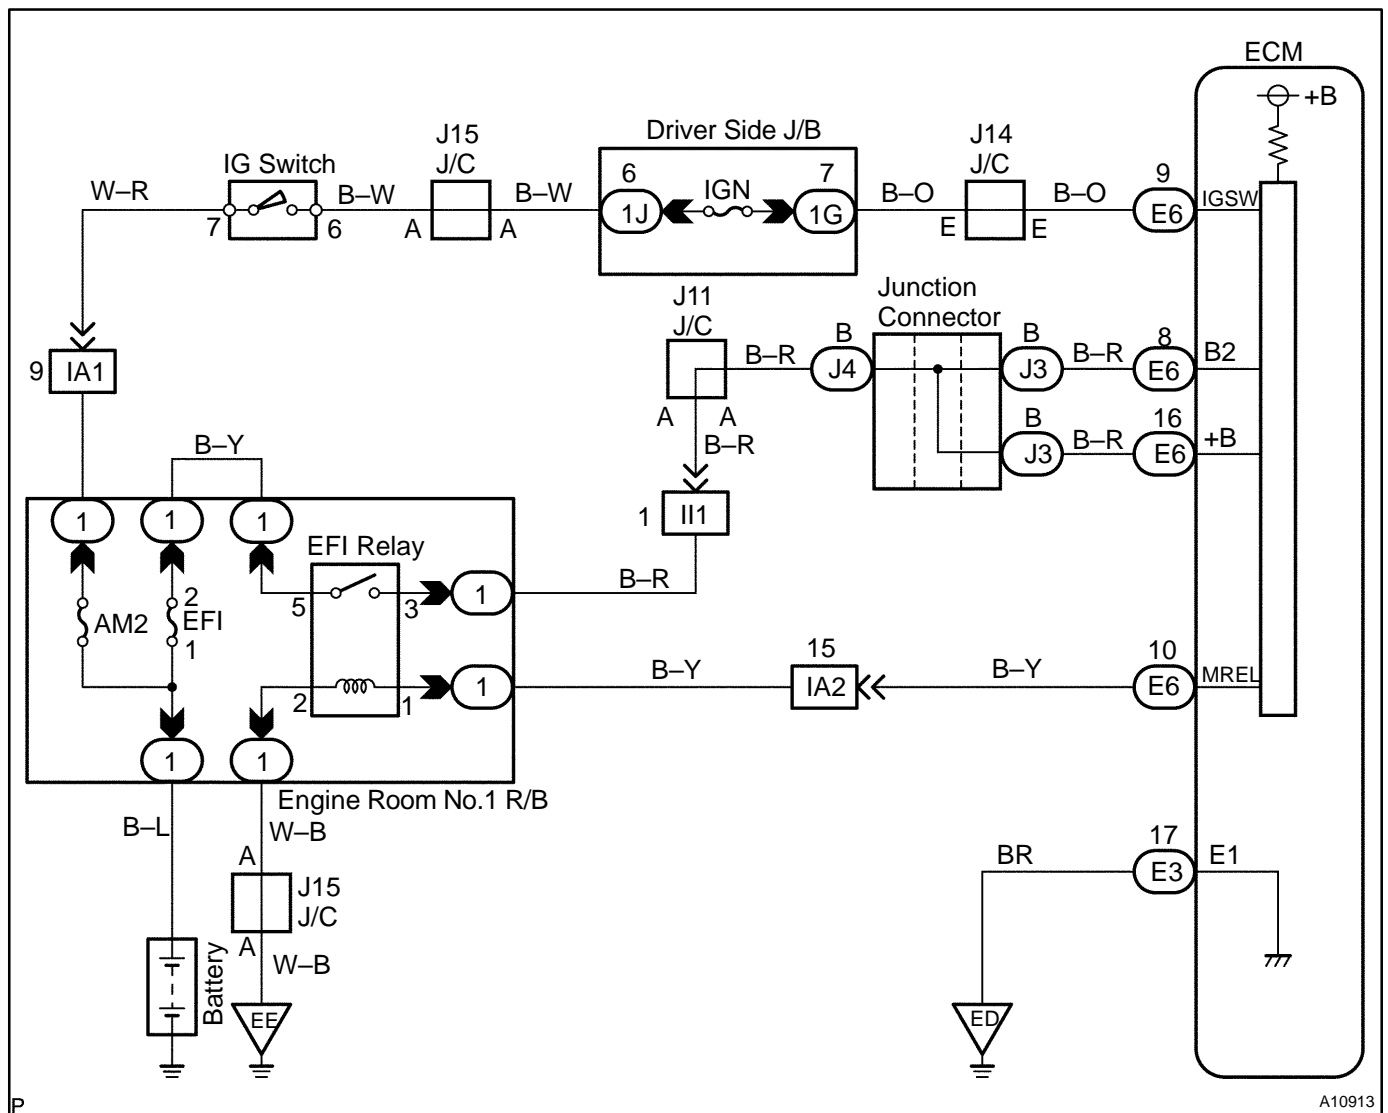 ECM
+B
Driver Side J/B
J15
J/C
J14
J/C
IG Switch
W–R
B–W
B–W
6
IGN
7
B–O
B–O
9
1J
1G
E6
IGSW
7
6
A
A
E
E
J11
J/C
Junction
Connector
B
B
8
B–R
J4
J3
B–R
E6
B2
9
IA1
A
A
B–R
B
16
J3
B–R
E6
+B
B–Y
1
1
1
1
II1
EFI Relay
B–R
5
3
1
AM2
2
EFI
1
15
10
B–Y
B–Y
IA2
E6
MREL
2
1
1
1
1
Engine Room No.1 R/B
B–L
W–B
A
J15
J/C
A
W–B
Battery
EE
17
BR
E3
E1
ED
P
A10913